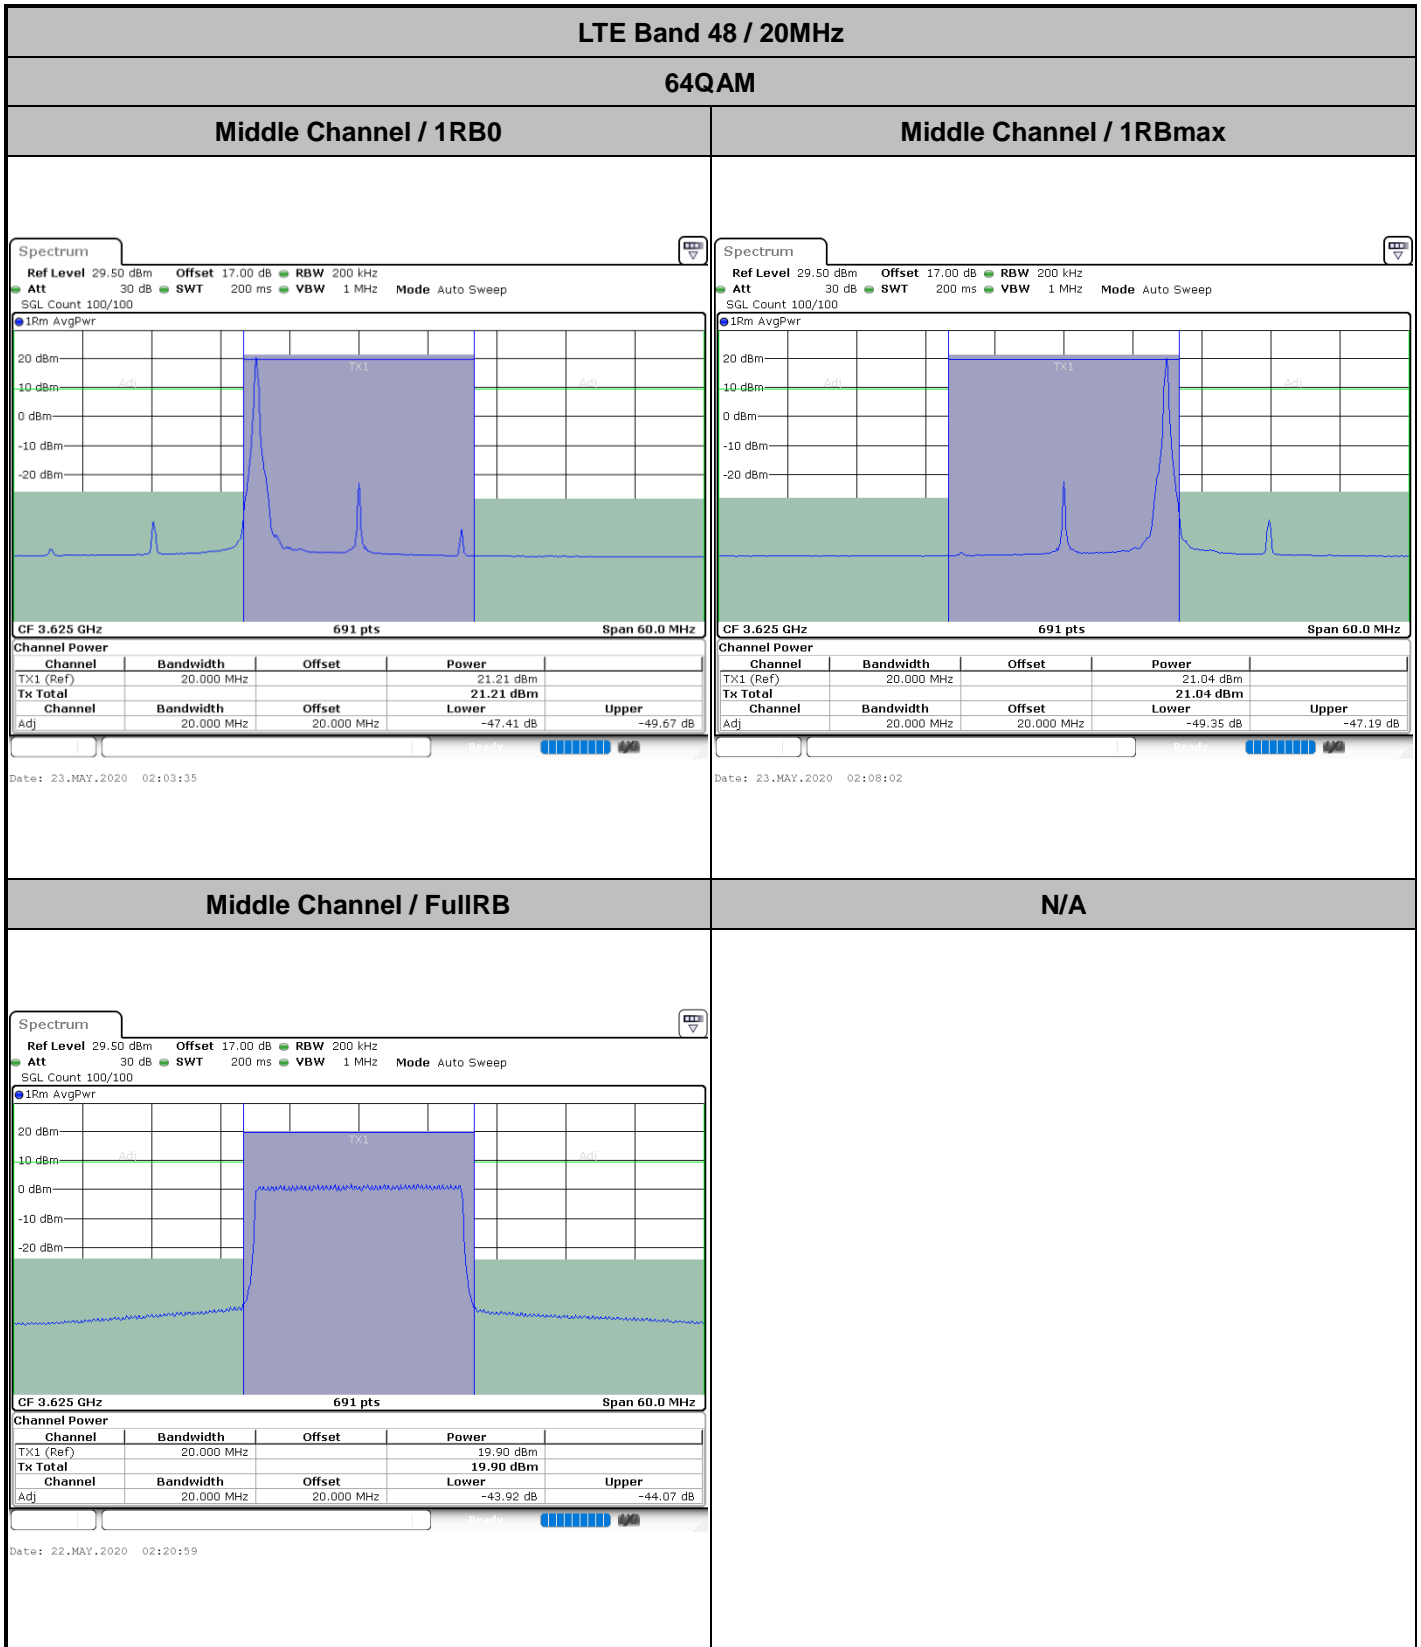 LTE Band 48 / 20MHz
64QAM
Middle Channel / 1RB0
Middle Channel / 1RBmax
Spectrum
Ref Level 29.50 dBm Offset 17.00 dB RBW 200 kHz
Att 30 dB SWT 200 ms VBW 1 MHz Mode Auto Sweep
SGL Count 100/100
1Rm AvgPwr
20 dBm
TX1
10 dBm
Adj
Adj
0 dBm
-10 dBm
-20 dBm
CF 3.625 GHz 691 pts Span 60.0 MHz
Channel Power
Channel Bandwidth Offset Power
TX1 (Ref) 20.000 MHz 21.21 dBm
Tx Total 21.21 dBm
Channel Bandwidth Offset Lower Upper
Adj 20.000 MHz 20.000 MHz -47.41 dB -49.67 dB
Ready
Date: 23.MAY.2020 02:03:35
Spectrum
Ref Level 29.50 dBm Offset 17.00 dB RBW 200 kHz
Att 30 dB SWT 200 ms VBW 1 MHz Mode Auto Sweep
SGL Count 100/100
1Rm AvgPwr
20 dBm
TX1
10 dBm
Adj
Adj
0 dBm
-10 dBm
-20 dBm
CF 3.625 GHz 691 pts Span 60.0 MHz
Channel Power
Channel Bandwidth Offset Power
TX1 (Ref) 20.000 MHz 21.04 dBm
Tx Total 21.04 dBm
Channel Bandwidth Offset Lower Upper
Adj 20.000 MHz 20.000 MHz -49.35 dB -47.19 dB
Ready
Date: 23.MAY.2020 02:08:02
Middle Channel / FullRB
N/A
Spectrum
Ref Level 29.50 dBm Offset 17.00 dB RBW 200 kHz
Att 30 dB SWT 200 ms VBW 1 MHz Mode Auto Sweep
SGL Count 100/100
1Rm AvgPwr
20 dBm
TX1
10 dBm
Adj
Adj
0 dBm
-10 dBm
-20 dBm
CF 3.625 GHz 691 pts Span 60.0 MHz
Channel Power
Channel Bandwidth Offset Power
TX1 (Ref) 20.000 MHz 19.90 dBm
Tx Total 19.90 dBm
Channel Bandwidth Offset Lower Upper
Adj 20.000 MHz 20.000 MHz -43.92 dB -44.07 dB
Ready
Date: 22.MAY.2020 02:20:59